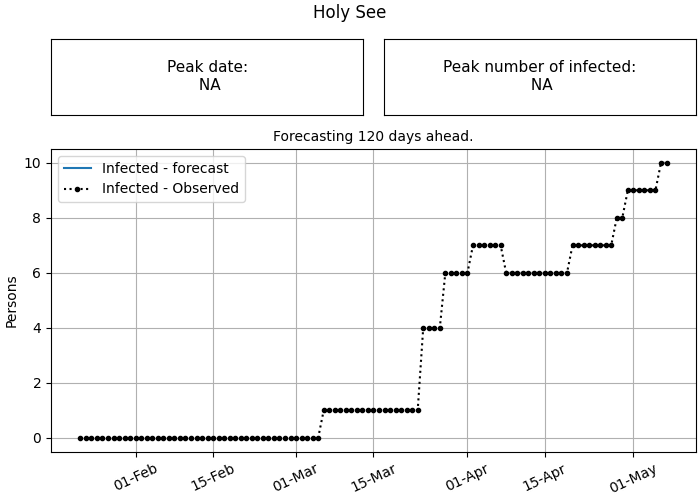 Holy See
Peak date:
NA
Peak number of infected:
NA
Forecasting 120 days ahead.
Infected - forecast
Infected - Observed
Persons
10
8
6
4
2
0
01-Feb
15-Feb
01-Mar
15-Mar
01-Apr
15-Apr
01-May